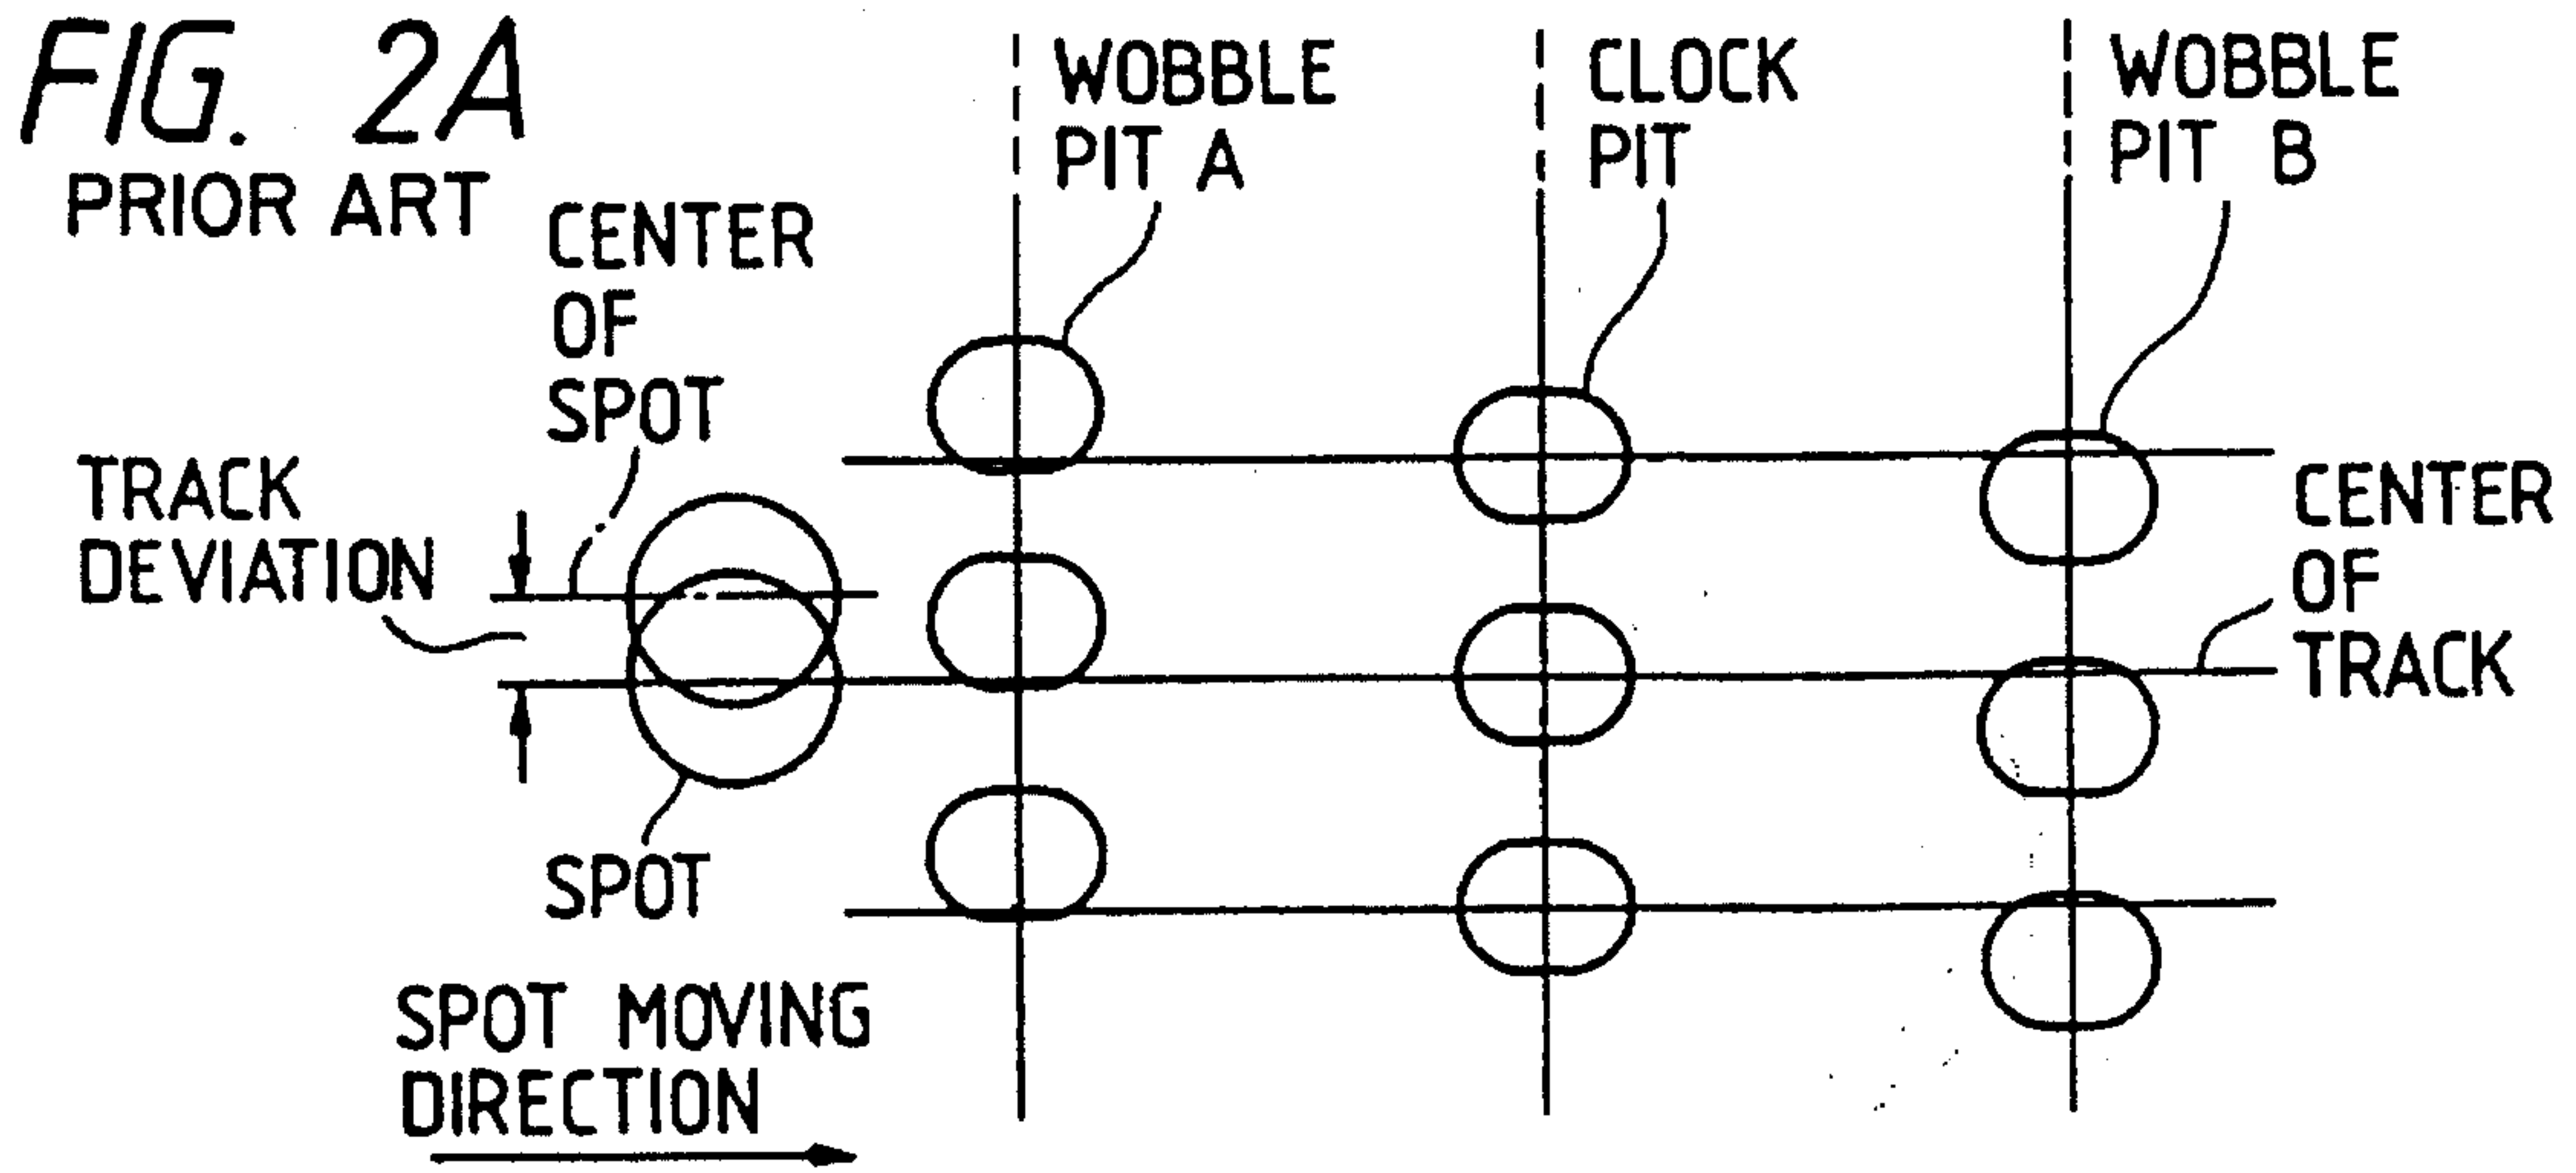 FIG. 2A
PRIOR ART
WOBBLE
PIT A
CLOCK
PIT
WOBBLE
PIT B
CENTER
OF
SPOT
TRACK
DEVIATION
CENTER
OF
TRACK
SPOT
SPOT MOVING
DIRECTION